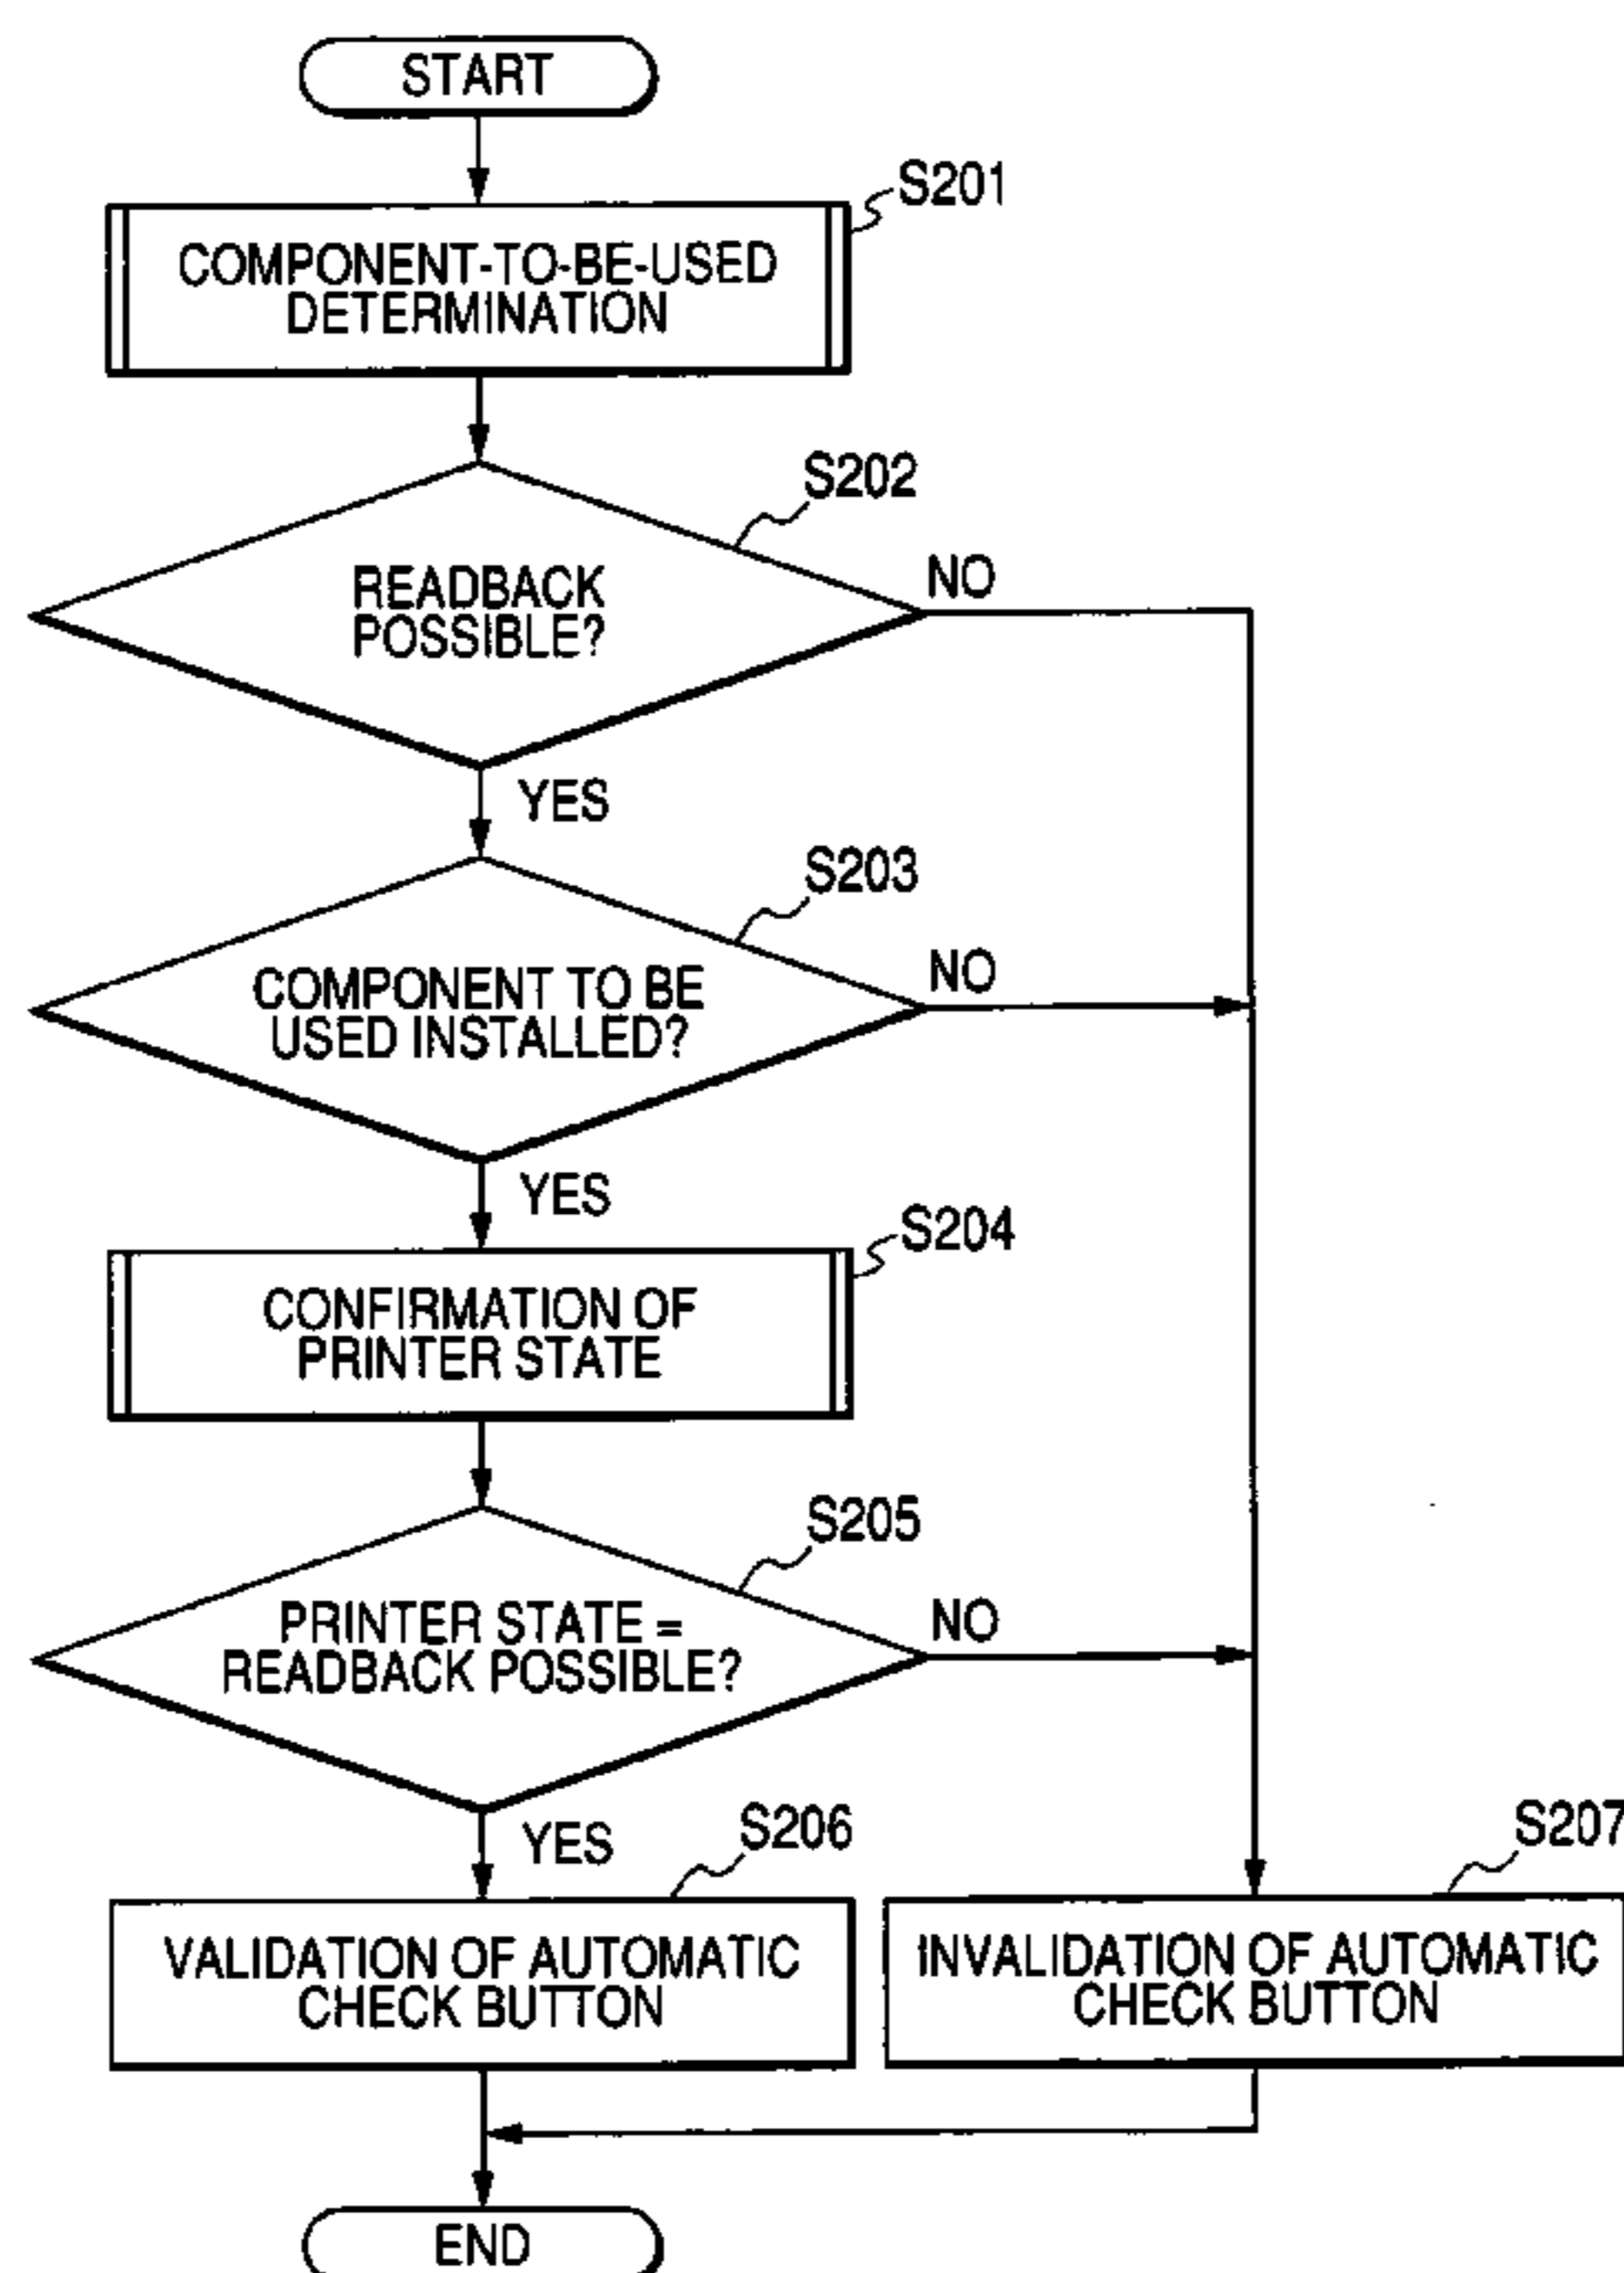 START
S201
COMPONENT-TO-BE-USED
DETERMINATION
S202
READBACK
POSSIBLE?
NO
YES
S203
COMPONENT TO BE
USED INSTALLED?
NO
YES
S204
CONFIRMATION OF
PRINTER STATE
S205
PRINTER STATE =
READBACK POSSIBLE?
NO
YES
S206
VALIDATION OF AUTOMATIC
CHECK BUTTON
S207
INVALIDATION OF AUTOMATIC
CHECK BUTTON
END